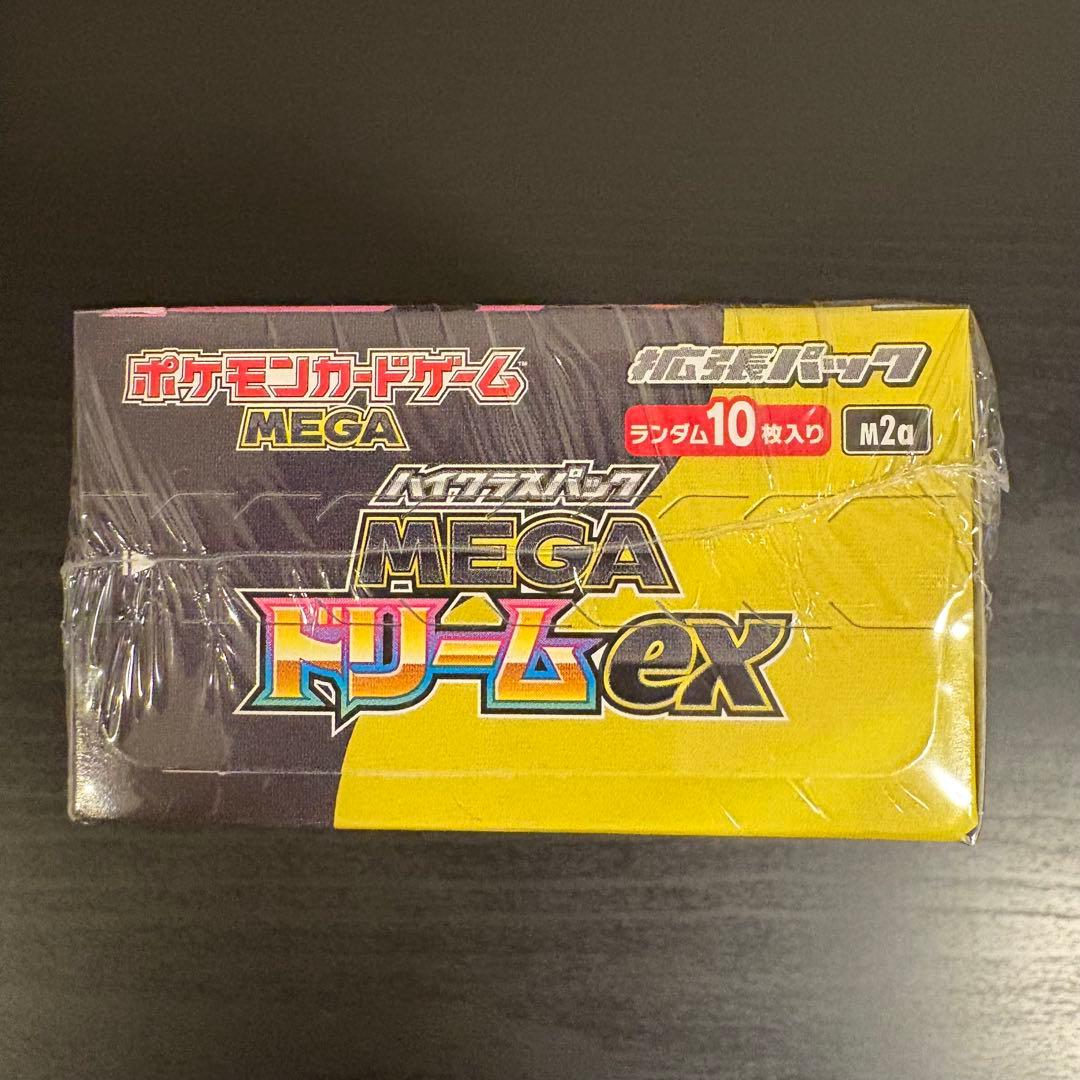 ポケモンカードゲーム™
MEGA
拡張パック
ランダム10枚入り
M2a
ハイクラスパック
MEGA
ドリームex